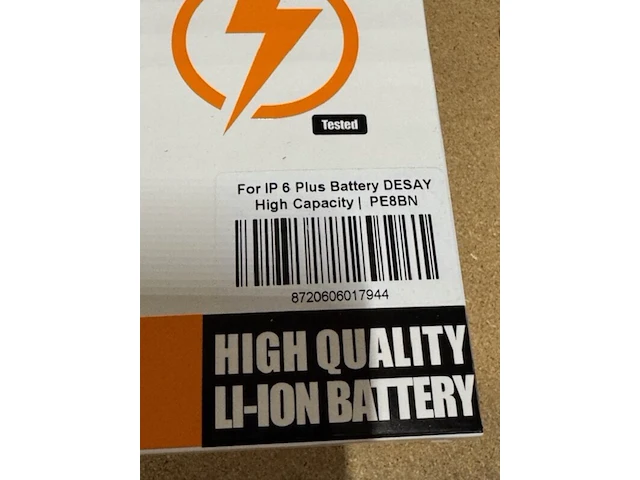 Tested
For IP 6 Plus Battery DESAY
High Capacity | PE8BN
8720606017944
HIGH QUALITY
LI-ION BATTERY